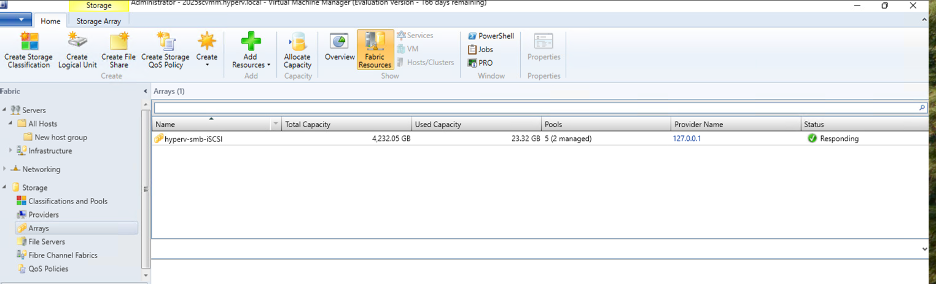 Storage
Administrator - 2025scvmm.hyperv.local - Virtual Machine Manager (Evaluation Version - 166 days remaining)
Home
Storage Array
Create Storage Classification
Create Logical Unit
Create File Share
Create Storage QoS Policy
Create
Add Resources
Allocate Capacity
Overview
Fabric Resources
Services
VM
Hosts/Clusters
PowerShell
Jobs
PRO
Properties
Create
Add
Capacity
Show
Window
Properties
Fabric
Servers
All Hosts
New host group
Infrastructure
Networking
Storage
Classifications and Pools
Providers
Arrays
File Servers
Fibre Channel Fabrics
QoS Policies
Arrays (1)
Name Total Capacity Used Capacity Pools Provider Name Status
hyperv-smb-iSCSI 4,232.05 GB 23.32 GB 5 (2 managed) 127.0.0.1 Responding